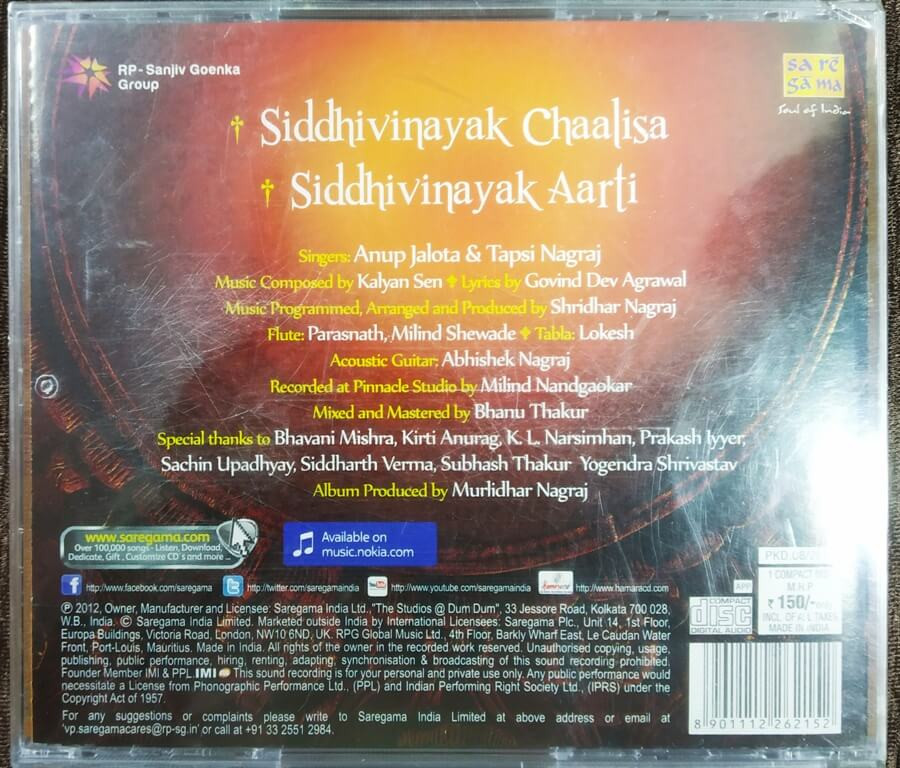 RP-Sanjiv Goenka
Group
sa rē
gā ma
Soul of India
Siddhivinayak Chaalisa
Siddhivinayak Aarti
Singers: Anup Jalota & Tapsi Nagraj
Music Composed by Kalyan Sen Lyrics by Govind Dev Agrawal
Music Programmed, Arranged and Produced by Shridhar Nagraj
Flute: Parasnath, Milind Shewade Tabla: Lokesh
Acoustic Guitar: Abhishek Nagraj
Recorded at Pinnacle Studio by Milind Nandgaokar
Mixed and Mastered by Bhanu Thakur
Special thanks to Bhavani Mishra, Kirti Anurag, K. L. Narsimhan, Prakash Iyyer,
Sachin Upadhyay, Siddharth Verma, Subhash Thakur Yogendra Shrivastav
Album Produced by Murlidhar Nagraj
www.saregama.com
Over 100,000 songs - Listen, Download,
Dedicate, Gift , Customize CD's and more ...
Available on
music.nokia.com
http://www.facebook.com/saregama http://twitter.com/saregamaindia http://www.youtube.com/saregamaindia http://www.hamaracd.com
℗ 2012, Owner, Manufacturer and Licensee: Saregama India Ltd.,"The Studios @ Dum Dum", 33 Jessore Road, Kolkata 700 028,
W.B., India. © Saregama India Limited. Marketed outside India by International Licensees: Saregama Plc., Unit 14, 1st Floor,
Europa Buildings, Victoria Road, London, NW10 6ND, UK. RPG Global Music Ltd., 4th Floor, Barkly Wharf East, Le Caudan Water
Front, Port-Louis, Mauritius. Made in India. All rights of the owner in the recorded work reserved. Unauthorised copying, usage,
publishing, public performance, hiring, renting, adapting, synchronisation & broadcasting of this sound recording prohibited.
Founder Member IMI & PPL. IMI This sound recording is for your personal and private use only. Any public performance would
necessitate a License from Phonographic Performance Ltd., (PPL) and Indian Performing Right Society Ltd., (IPRS) under the
Copyright Act of 1957.
For any suggestions or complaints please write to Saregama India Limited at above address or email at
'vp.saregamacares@rp-sg.in' or call at +91 33 2551 2984.
PKD.08/
APP
COMPACT
disc
DIGITAL AUDIO
1 COMPACT
M.R.P
₹ 150/-
INCL. OF ALL TAXES
MADE IN INDIA
8 901112 262152